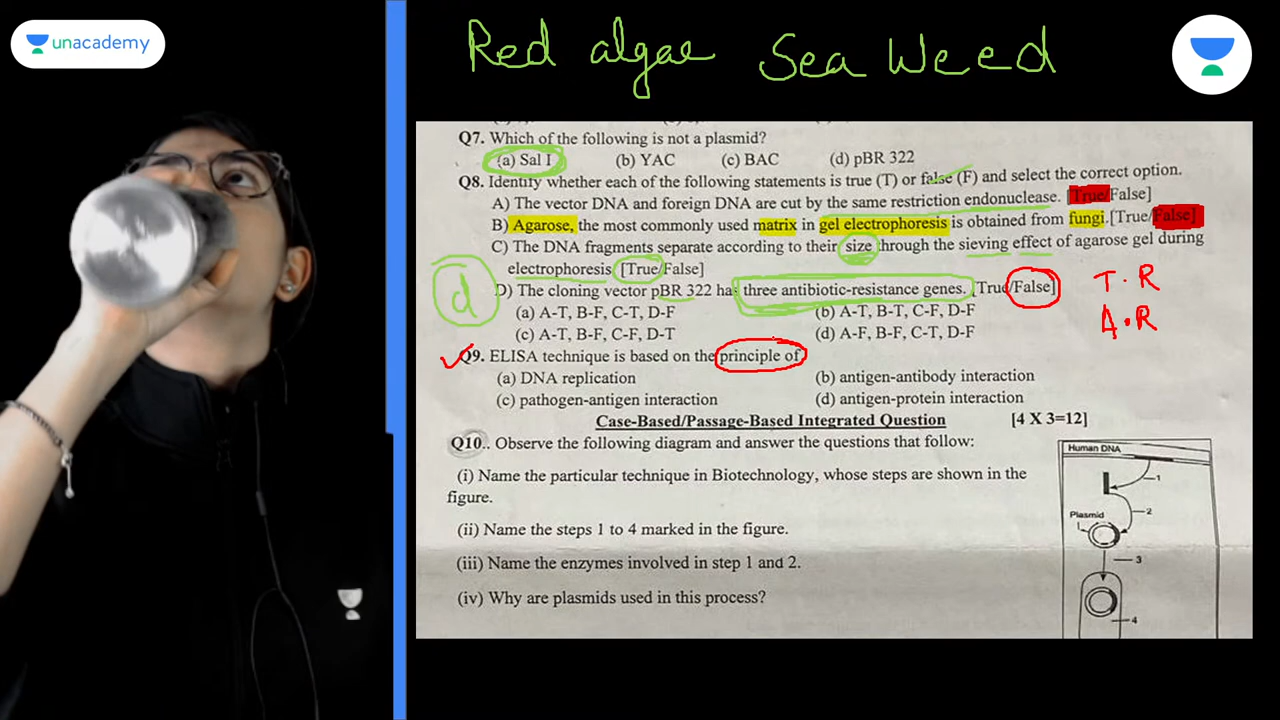 unacademy
Red algae Sea Weed
Q7. Which of the following is not a plasmid?
(a) Sal I (b) YAC (c) BAC (d) pBR 322
Q8. Identify whether each of the following statements is true (T) or false (F) and select the correct option.
A) The vector DNA and foreign DNA are cut by the same restriction endonuclease. [True/False]
B) Agarose, the most commonly used matrix in gel electrophoresis is obtained from fungi.[True/False]
C) The DNA fragments separate according to their size through the sieving effect of agarose gel during
electrophoresis [True/False]
d
D) The cloning vector pBR 322 has three antibiotic-resistance genes. [True/False]
T.R
(a) A-T, B-F, C-T, D-F (b) A-T, B-T, C-F, D-F
A.R
(c) A-T, B-F, C-F, D-T (d) A-F, B-F, C-T, D-F
Q9. ELISA technique is based on the principle of
(a) DNA replication (b) antigen-antibody interaction
(c) pathogen-antigen interaction (d) antigen-protein interaction
Case-Based/Passage-Based Integrated Question [4 X 3=12]
Q10.. Observe the following diagram and answer the questions that follow:
(i) Name the particular technique in Biotechnology, whose steps are shown in the
figure.
(ii) Name the steps 1 to 4 marked in the figure.
(iii) Name the enzymes involved in step 1 and 2.
(iv) Why are plasmids used in this process?
Human DNA
1
2
Plasmid
3
4